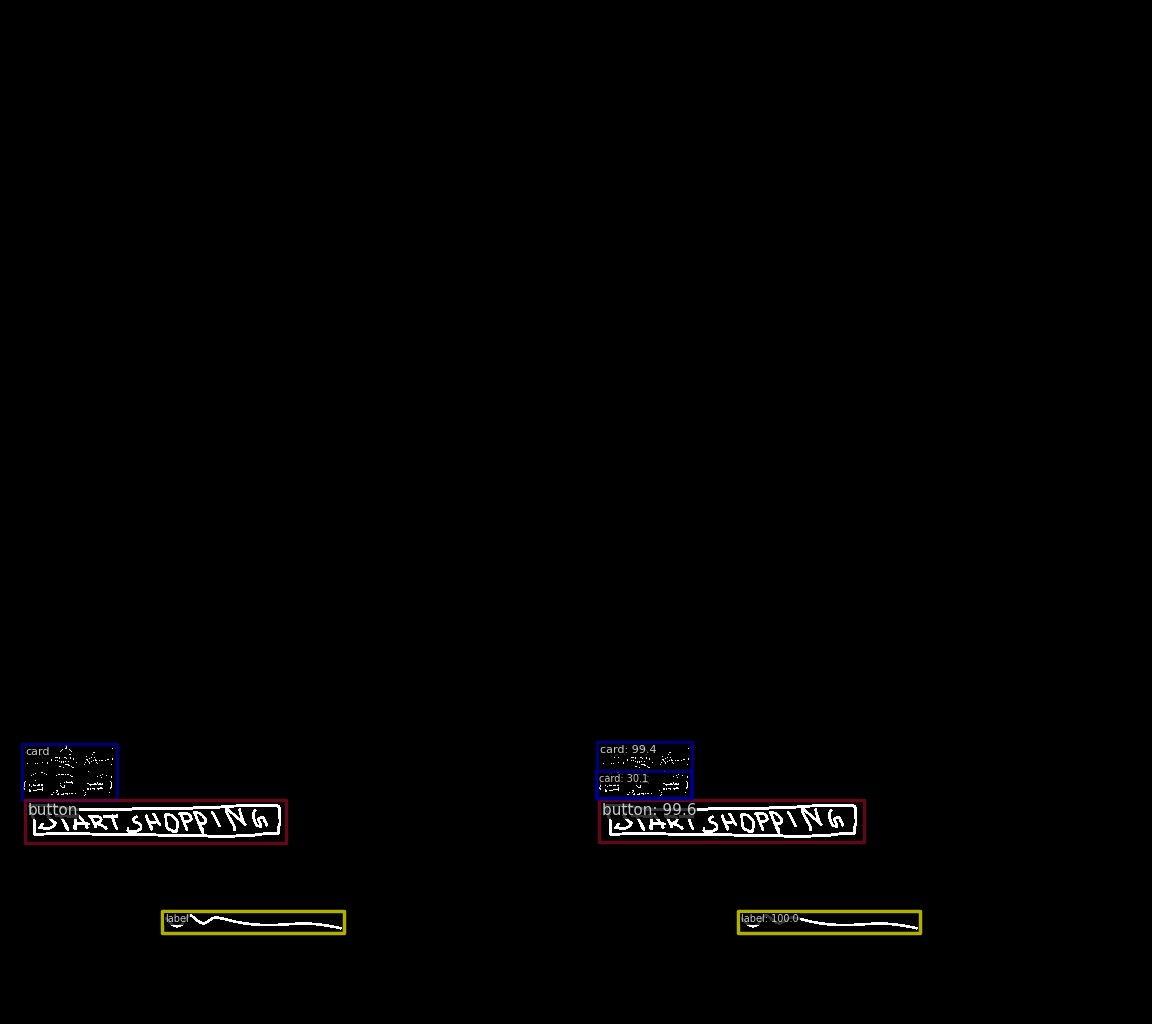 card
card: 99.4
card: 30.1
button
START SHOPPING
button: 99.6
START SHOPPING
label
label: 100.0